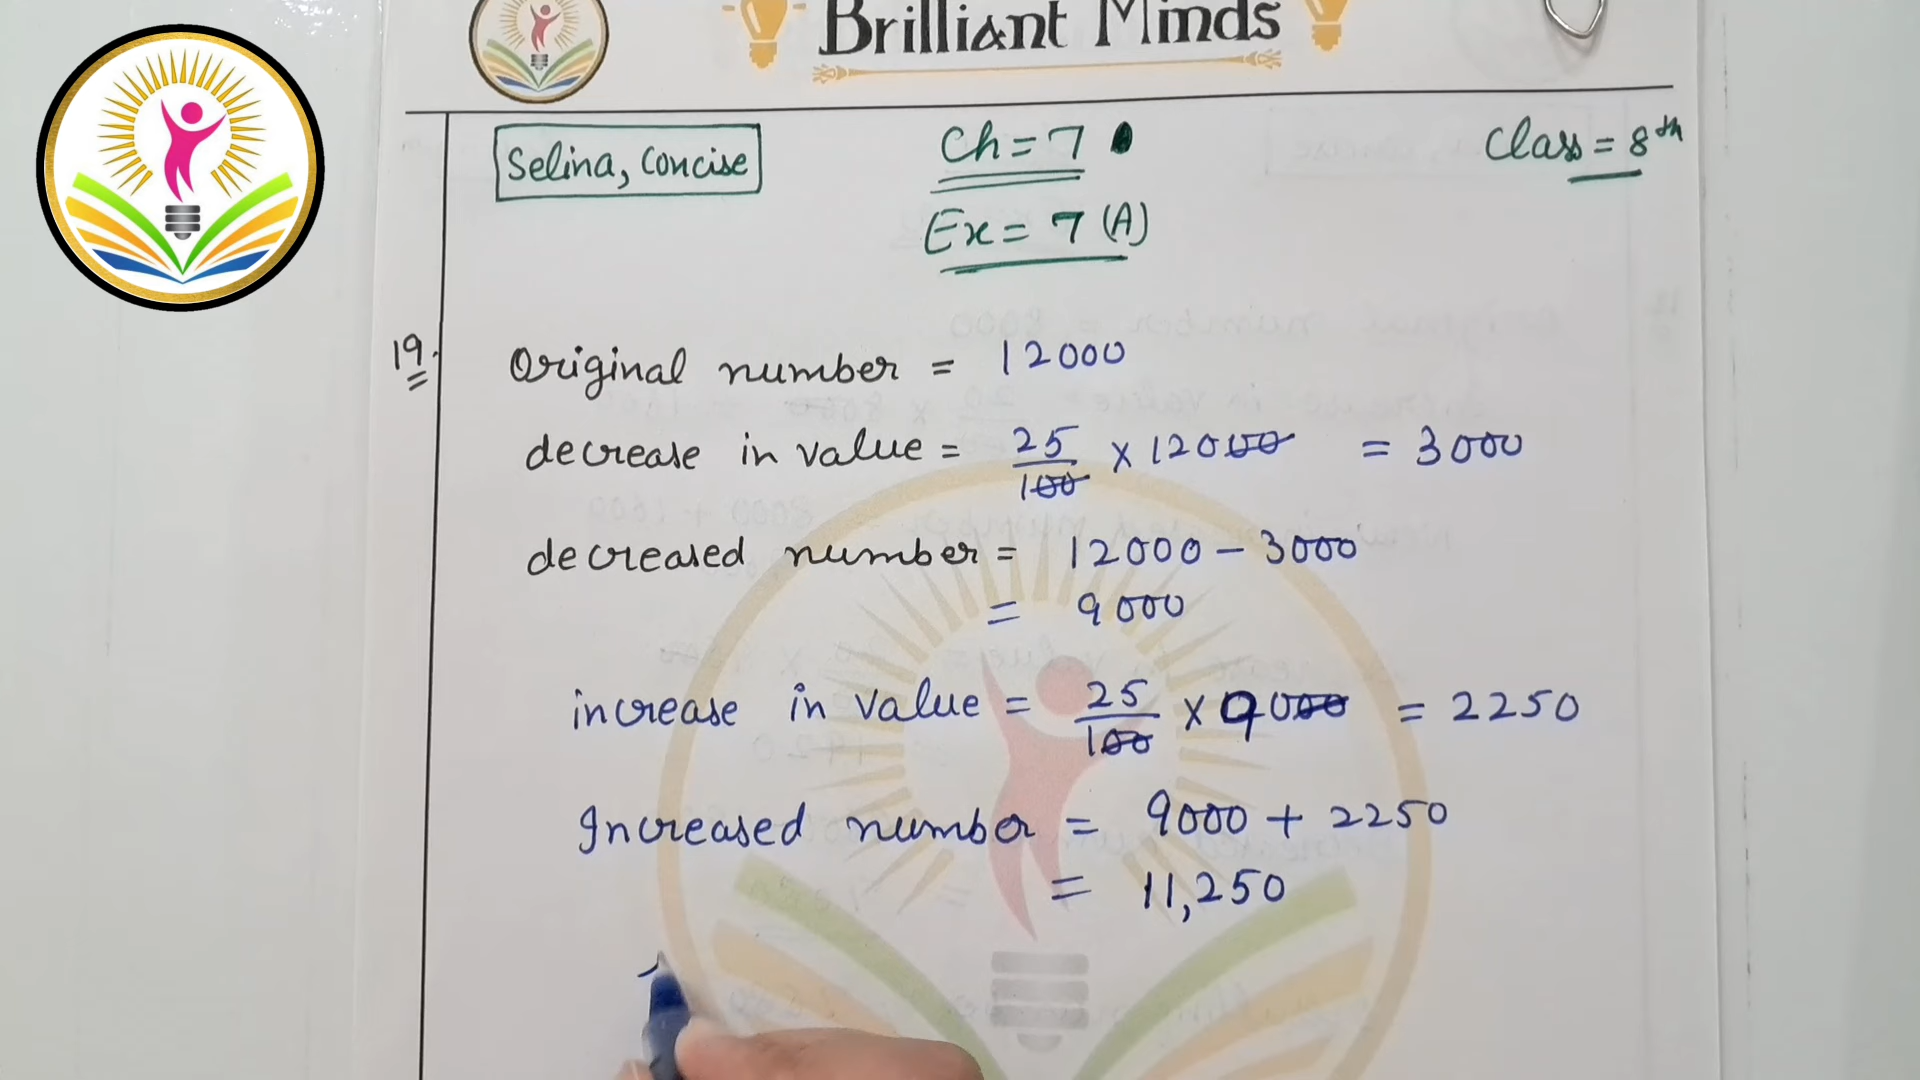 Brilliant Minds
Selina, Concise
Ch = 7
Class = 8th
Ex = 7 (A)
19. Original number = 12000
decrease in value = 25/100 × 12000 = 3000
decreased number = 12000 - 3000
= 9000
increase in value = 25/100 × 9000 = 2250
Increased number = 9000 + 2250
= 11,250